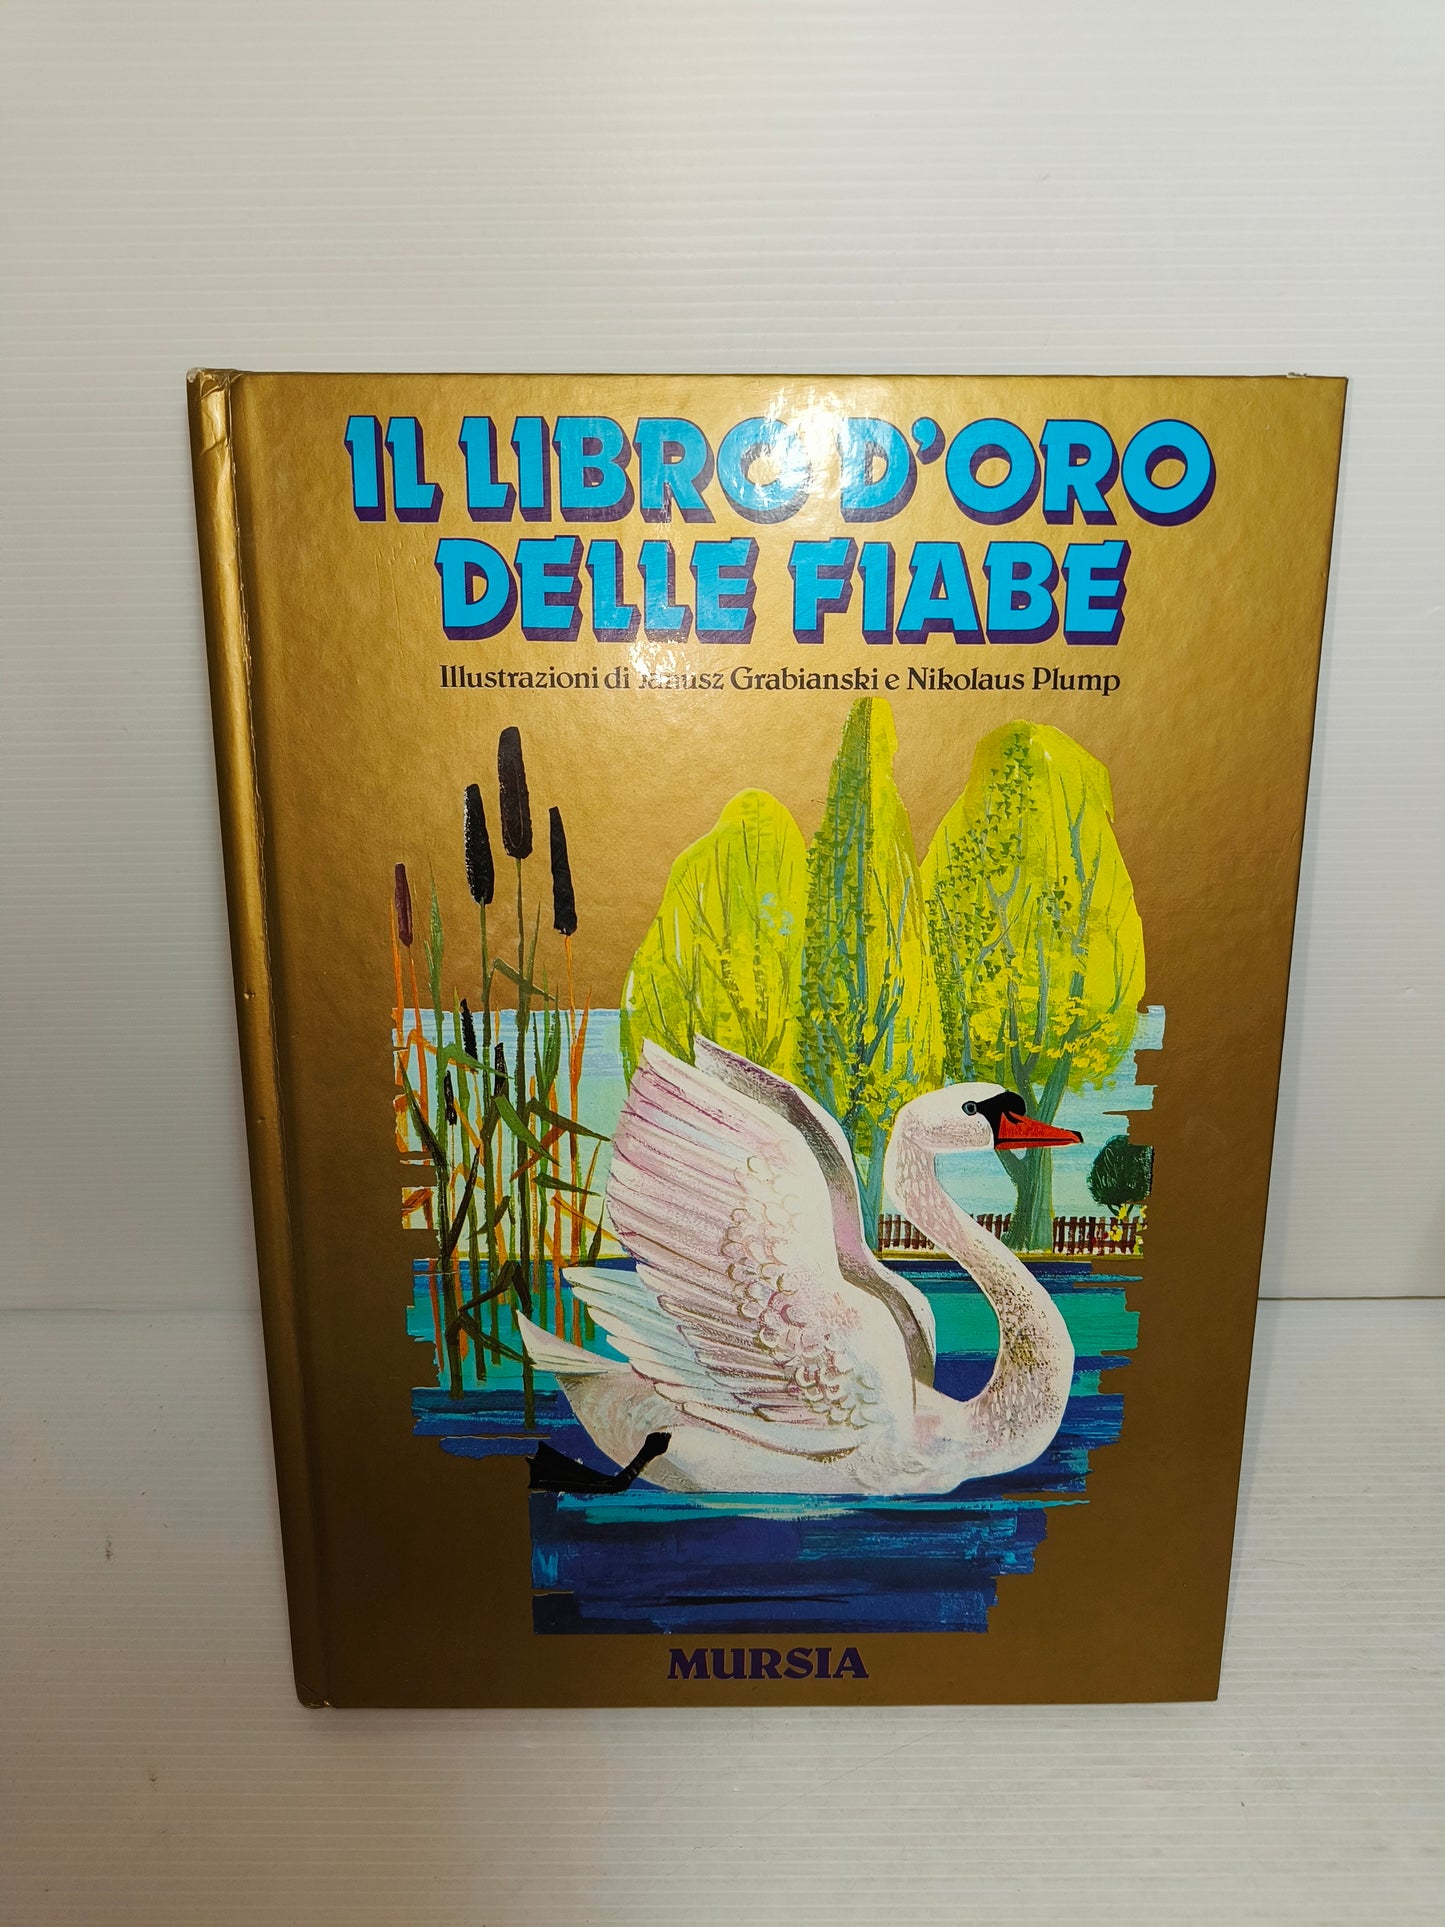 IL LIBRO D'ORO
DELLE FIABE
Illustrazioni di Janusz Grabianski e Nikolaus Plump
MURSIA